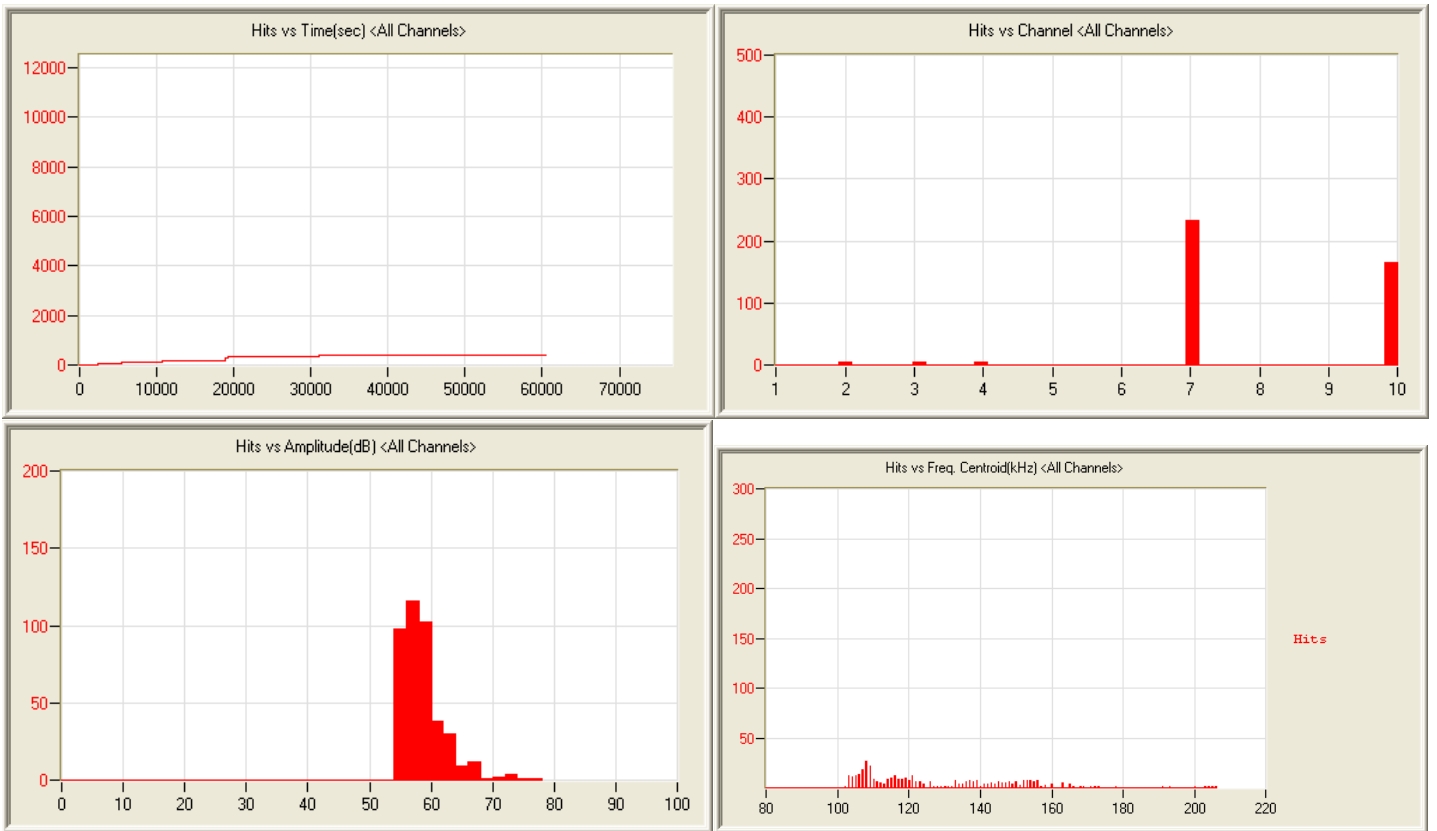 Hits vs Time(sec) <All Channels>
12000
10000
8000
6000
4000
2000
0
0 10000 20000 30000 40000 50000 60000 70000
Hits vs Channel <All Channels>
500
400
300
200
100
0
1 2 3 4 5 6 7 8 9 10
Hits vs Amplitude(dB) <All Channels>
200
150
100
50
0
0 10 20 30 40 50 60 70 80 90 100
Hits vs Freq. Centroid(kHz) <All Channels>
300
250
200
150
100
50
80 100 120 140 160 180 200 220
Hits